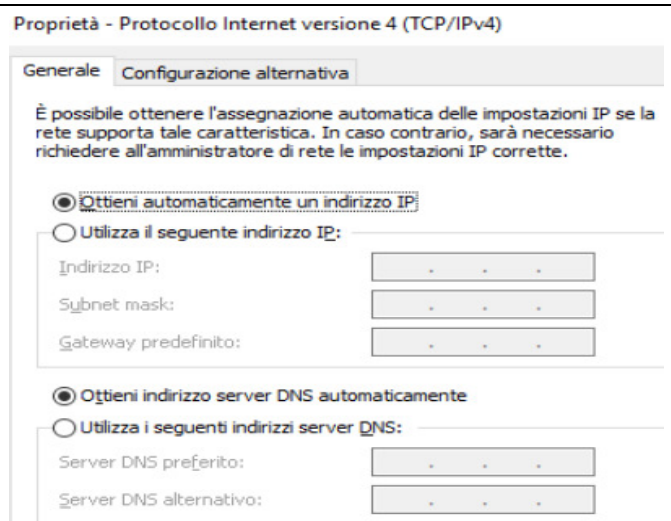 Proprietà - Protocollo Internet versione 4 (TCP/IPv4)
Generale Configurazione alternativa
È possibile ottenere l'assegnazione automatica delle impostazioni IP se la
rete supporta tale caratteristica. In caso contrario, sarà necessario
richiedere all'amministratore di rete le impostazioni IP corrette.
Ottieni automaticamente un indirizzo IP
Utilizza il seguente indirizzo IP:
Indirizzo IP:
Subnet mask:
Gateway predefinito:
Ottieni indirizzo server DNS automaticamente
Utilizza i seguenti indirizzi server DNS:
Server DNS preferito:
Server DNS alternativo: